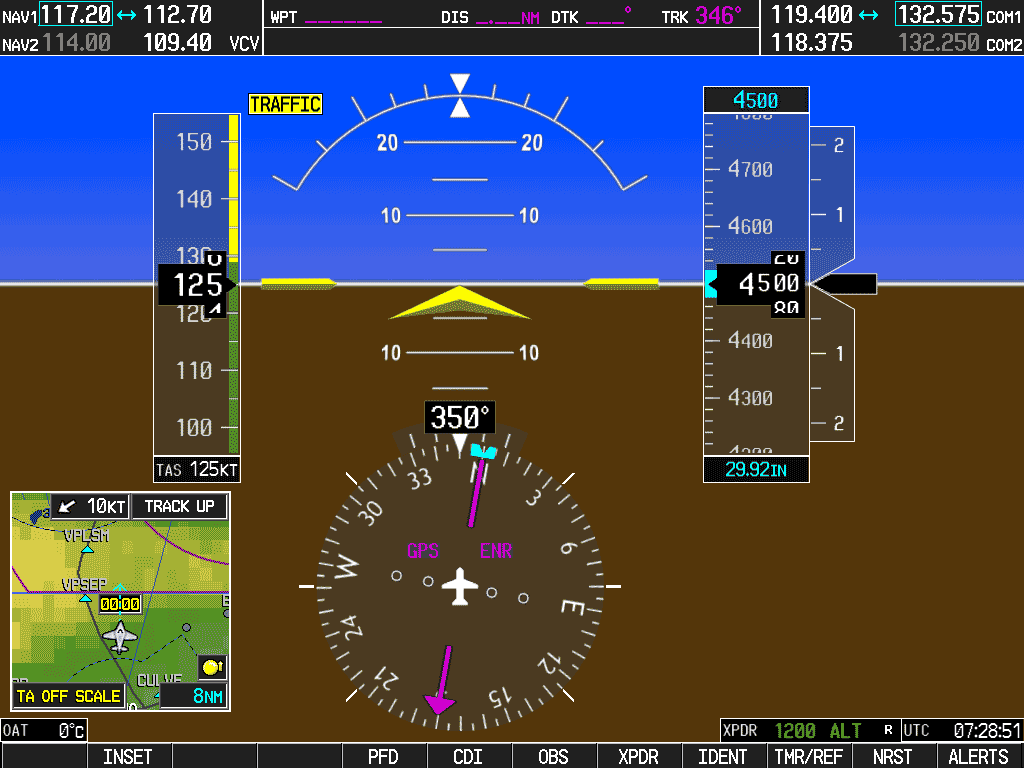 NAV1 117.20 ↔ 112.70 WPT _______ DIS _.__NM DTK ___° TRK 346° 119.400 ↔ 132.575 COM1
NAV2 114.00 109.40 VCV 118.375 132.250 COM2
TRAFFIC
4500
150 20 20 4700 2
140 10 10 4600 1
130
125 4500 20 80
120
110 10 10 4400 1
100 4300 2
350°
4200
TAS 125KT 29.92IN
N 3 6 E 12 15 21 24 W 30 33
GPS ENR
10KT TRACK UP
VPLSM
VPSEP
00:00
TA OFF SCALE 8NM
OAT 0°C XPDR 1200 ALT R UTC 07:28:51
INSET PFD CDI OBS XPDR IDENT TMR/REF NRST ALERTS